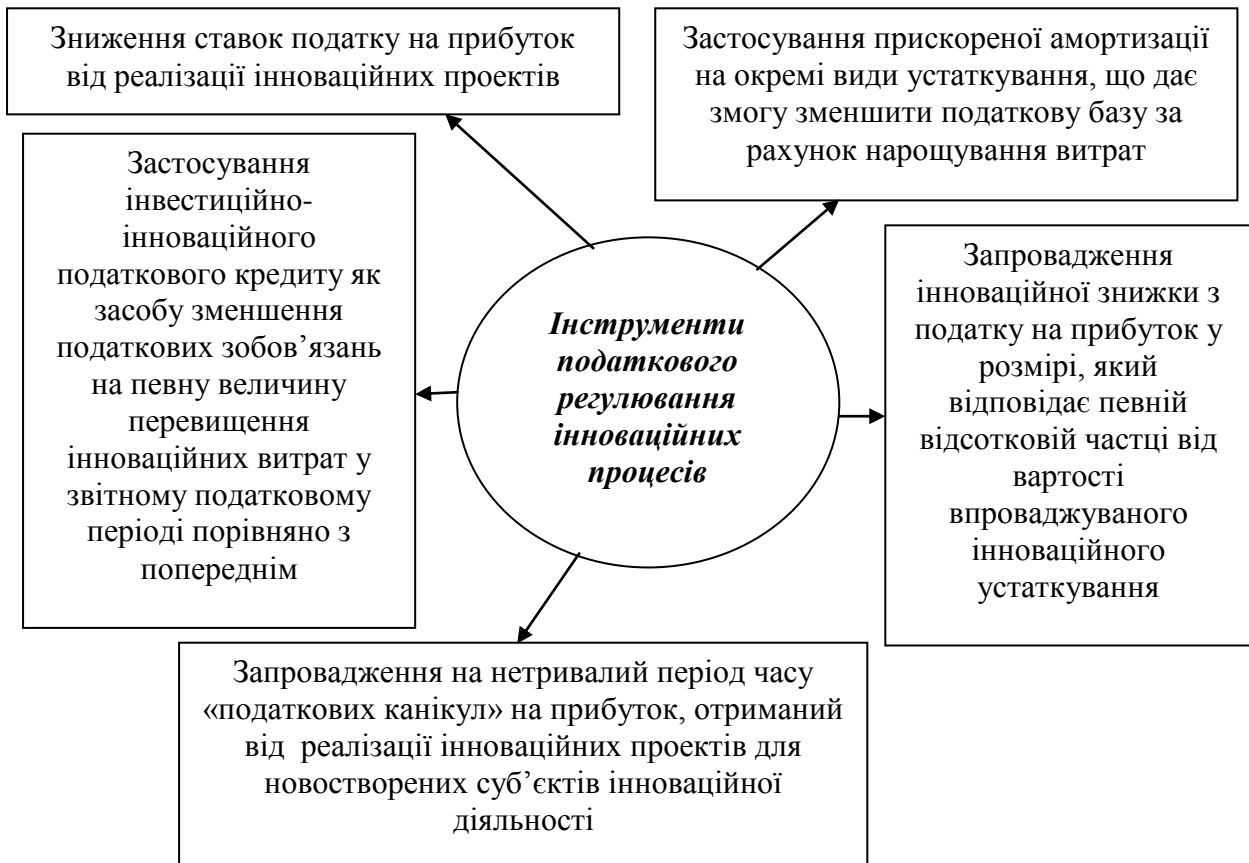 Зниження ставок податку на прибуток
від реалізації інноваційних проектів
Застосування прискореної амортизації
на окремі види устаткування, що дає
змогу зменшити податкову базу за
рахунок нарощування витрат
Застосування
інвестиційно-
інноваційного
податкового кредиту як
засобу зменшення
податкових зобов’язань
на певну величину
перевищення
інноваційних витрат у
звітному податковому
періоді порівняно з
попереднім
Інструменти
податкового
регулювання
інноваційних
процесів
Запровадження
інноваційної знижки з
податку на прибуток у
розмірі, який
відповідає певній
відсотковій частці від
вартості
впроваджуваного
інноваційного
устаткування
Запровадження на нетривалий період часу
«податкових канікул» на прибуток, отриманий
від реалізації інноваційних проектів для
новостворених суб’єктів інноваційної
діяльності